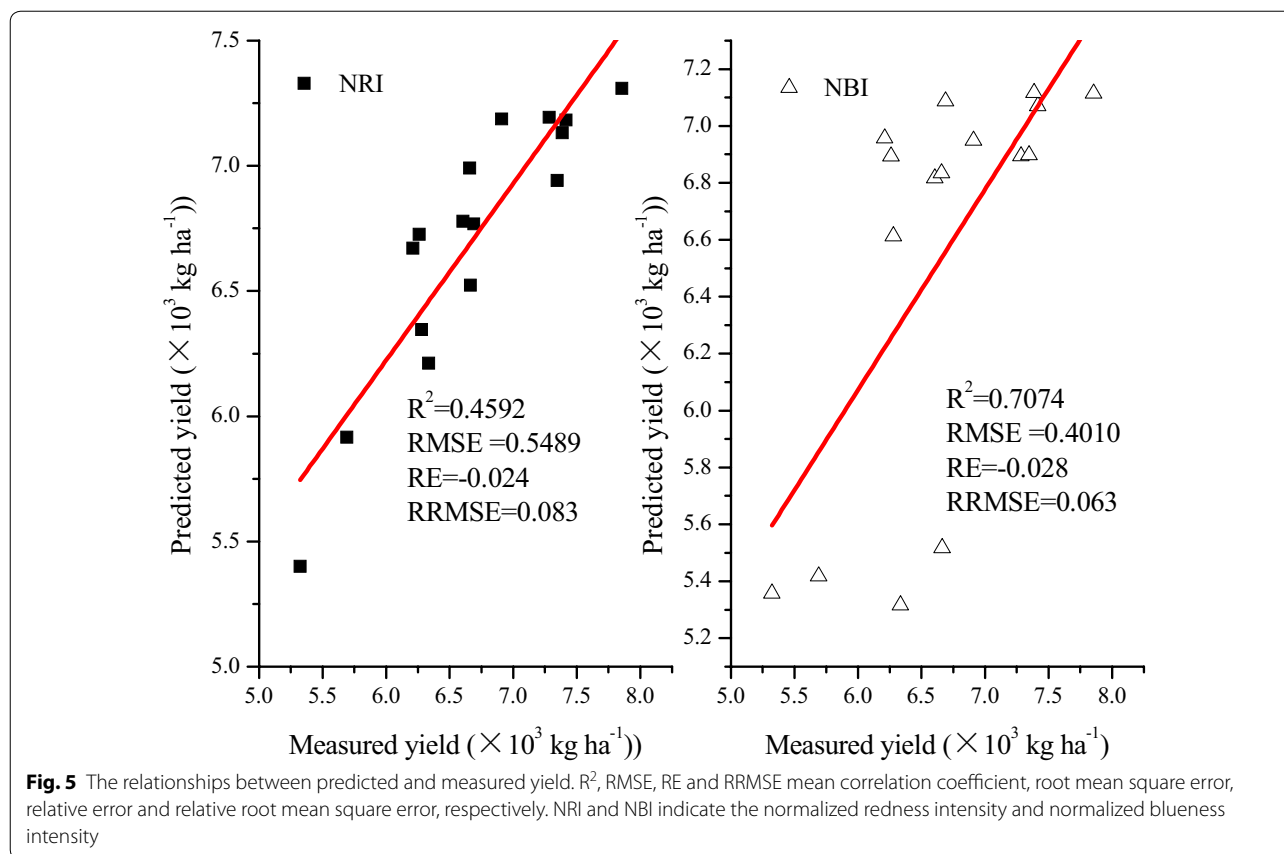 7.5
7.0
6.5
6.0
5.5
5.0
Predicted yield (×10³ kg ha⁻¹))
■ NRI
R²=0.4592
RMSE =0.5489
RE=-0.024
RRMSE=0.083
5.0 5.5 6.0 6.5 7.0 7.5 8.0
Measured yield (×10³ kg ha⁻¹))
7.2
7.0
6.8
6.6
6.4
6.2
6.0
5.8
5.6
5.4
5.2
Predicted yield (×10³ kg ha⁻¹))
△ NBI
R²=0.7074
RMSE =0.4010
RE=-0.028
RRMSE=0.063
5.0 5.5 6.0 6.5 7.0 7.5 8.0
Measured yield (×10³ kg ha⁻¹)
Fig. 5 The relationships between predicted and measured yield. R², RMSE, RE and RRMSE mean correlation coefficient, root mean square error,
relative error and relative root mean square error, respectively. NRI and NBI indicate the normalized redness intensity and normalized blueness
intensity